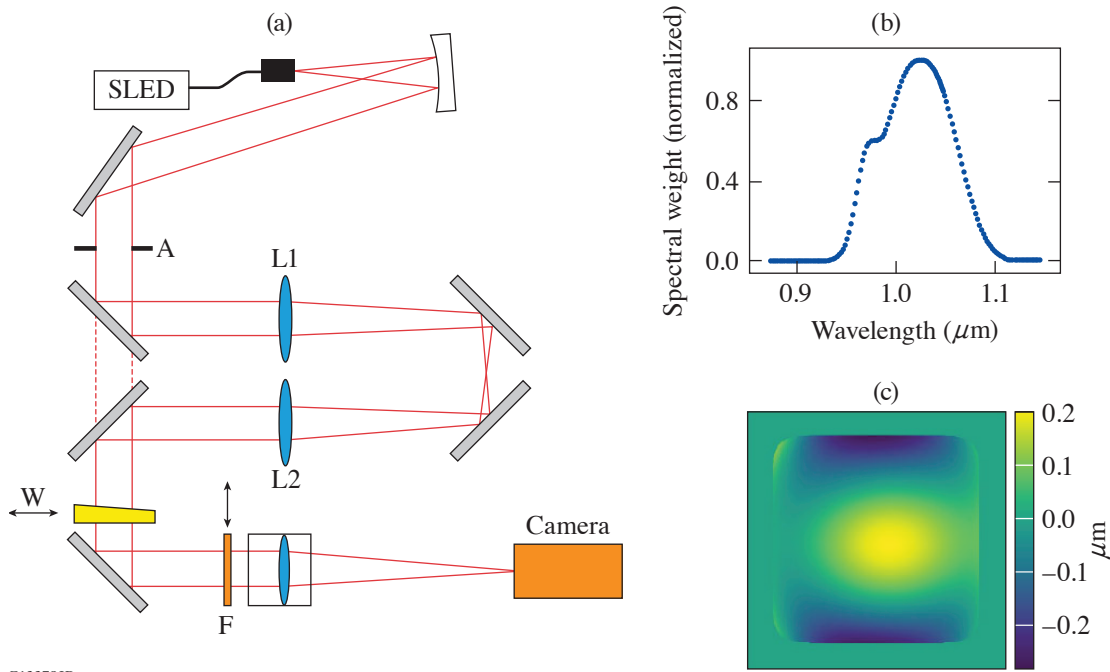 (a)
SLED
A
L1
L2
W
F
Camera
(b)
Spectral weight (normalized)
0.8
0.4
0.0
0.9 1.0 1.1
Wavelength (μm)
(c)
0.2
0.1
0.0
–0.1
–0.2
μm